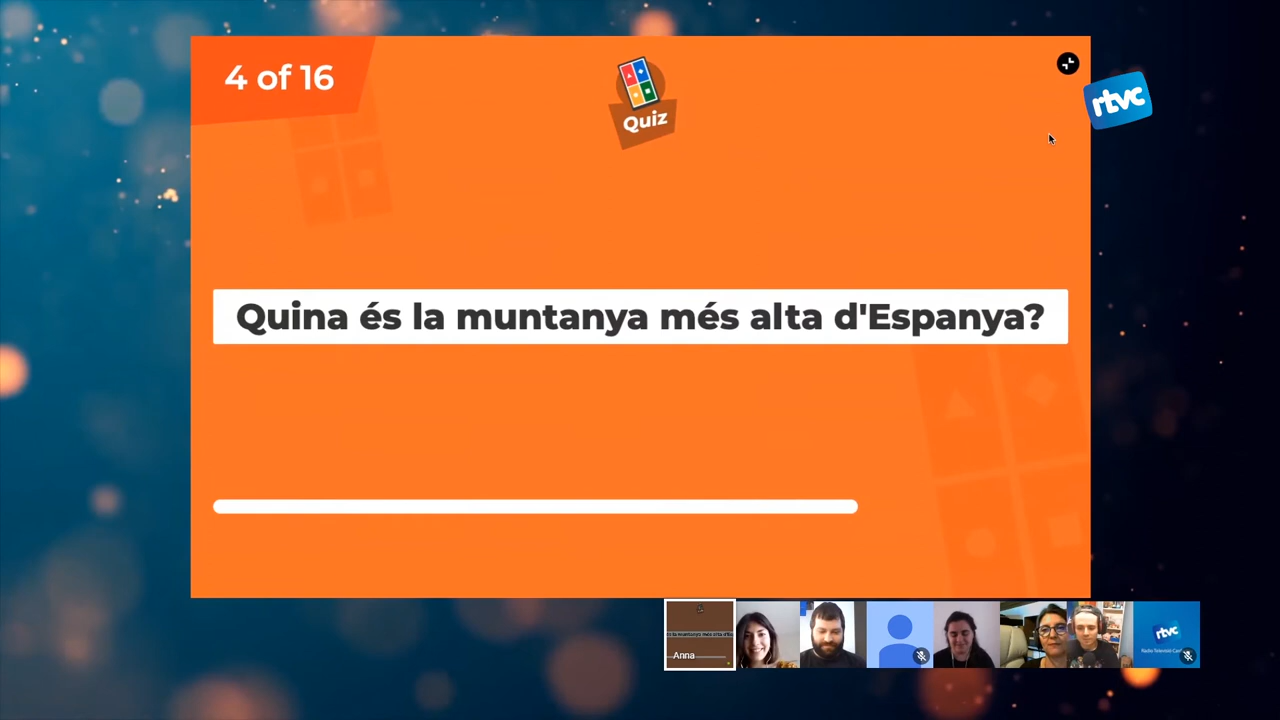 4 of 16
Quiz
rtvc
Quina és la muntanya més alta d'Espanya?
Anna
rtvc